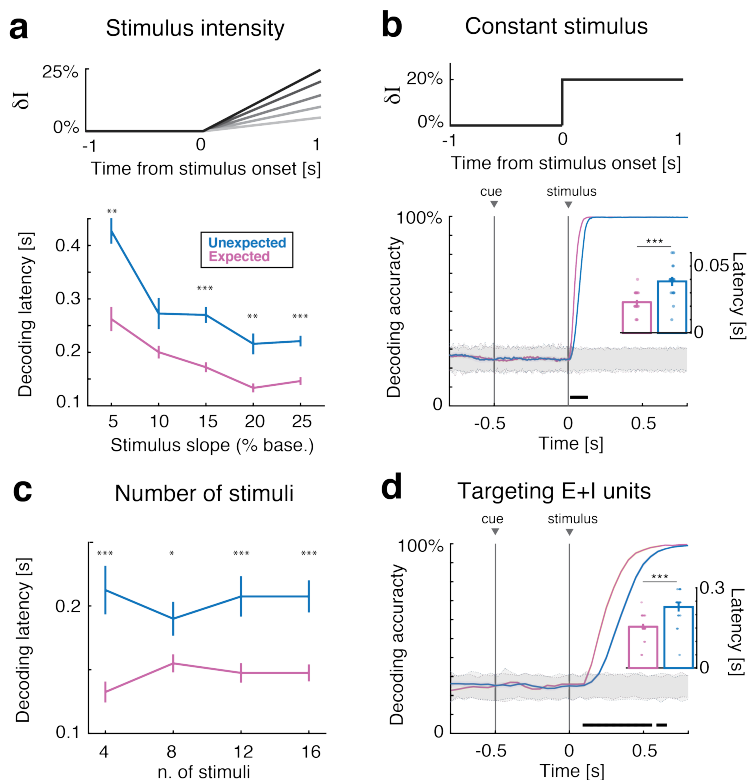 a
Stimulus intensity
25%
δI
0%
-1
0
1
Time from stimulus onset [s]
**
***
**
***
Unexpected
Expected
Decoding latency [s]
0.4
0.3
0.2
0.1
5
10
15
20
25
Stimulus slope (% base.)
b
Constant stimulus
20%
δI
0%
-1
0
1
Time from stimulus onset [s]
cue
stimulus
100%
Decoding accuracty
0
***
0.05
0
Latency [s]
-0.5
0
0.5
Time [s]
c
Number of stimuli
***
*
***
***
Decoding latency [s]
0.2
0.1
4
8
12
16
n. of stimuli
d
Targeting E+I units
cue
stimulus
100%
Decoding accuracty
0
***
0.3
0
Latency [s]
-0.5
0
0.5
Time [s]